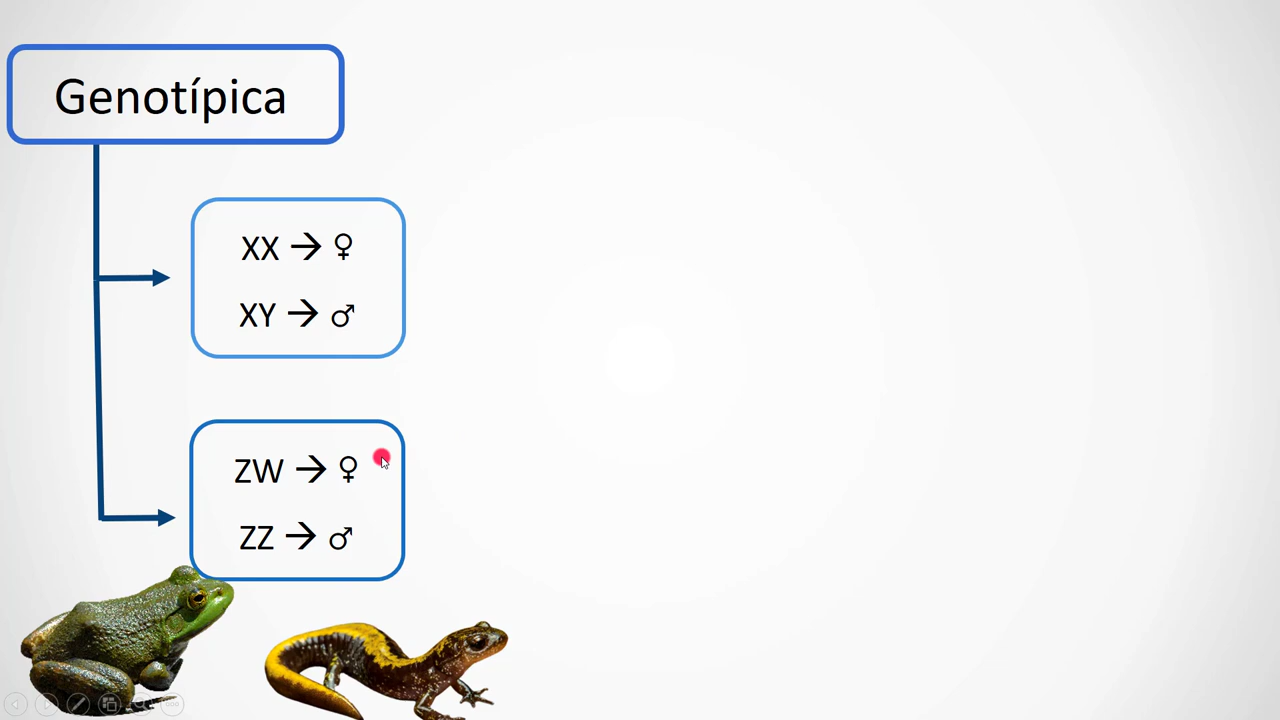 Genotípica
XX → ♀
XY → ♂
ZW → ♀
ZZ → ♂